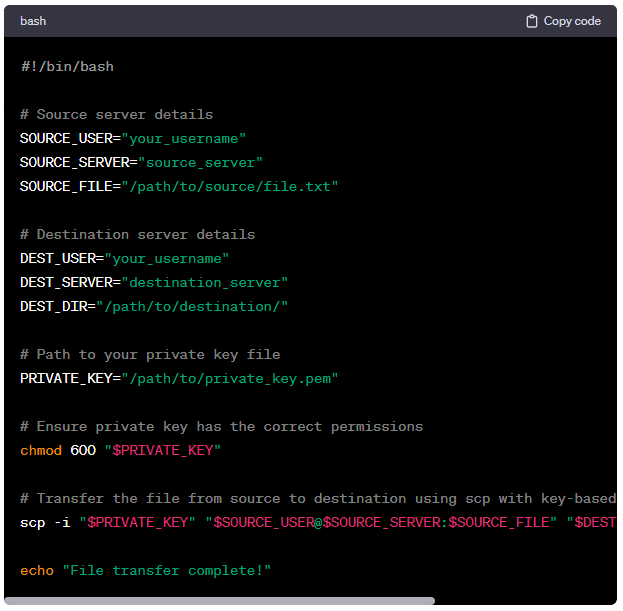 bash
Copy code
#!/bin/bash
# Source server details
SOURCE_USER="your_username"
SOURCE_SERVER="source_server"
SOURCE_FILE="/path/to/source/file.txt"
# Destination server details
DEST_USER="your_username"
DEST_SERVER="destination_server"
DEST_DIR="/path/to/destination/"
# Path to your private key file
PRIVATE_KEY="/path/to/private_key.pem"
# Ensure private key has the correct permissions
chmod 600 "$PRIVATE_KEY"
# Transfer the file from source to destination using scp with key-based
scp -i "$PRIVATE_KEY" "$SOURCE_USER@$SOURCE_SERVER:$SOURCE_FILE" "$DEST
echo "File transfer complete!"